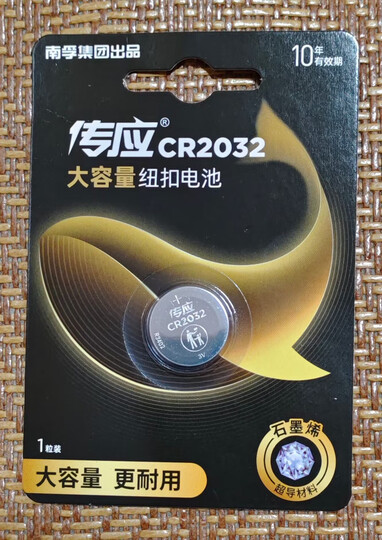 南孚集团出品
10年
有效期
传应®CR2032
大容量纽扣电池
+
传应
CR2032
3V
1粒装
大容量 更耐用
石墨烯
超导材料